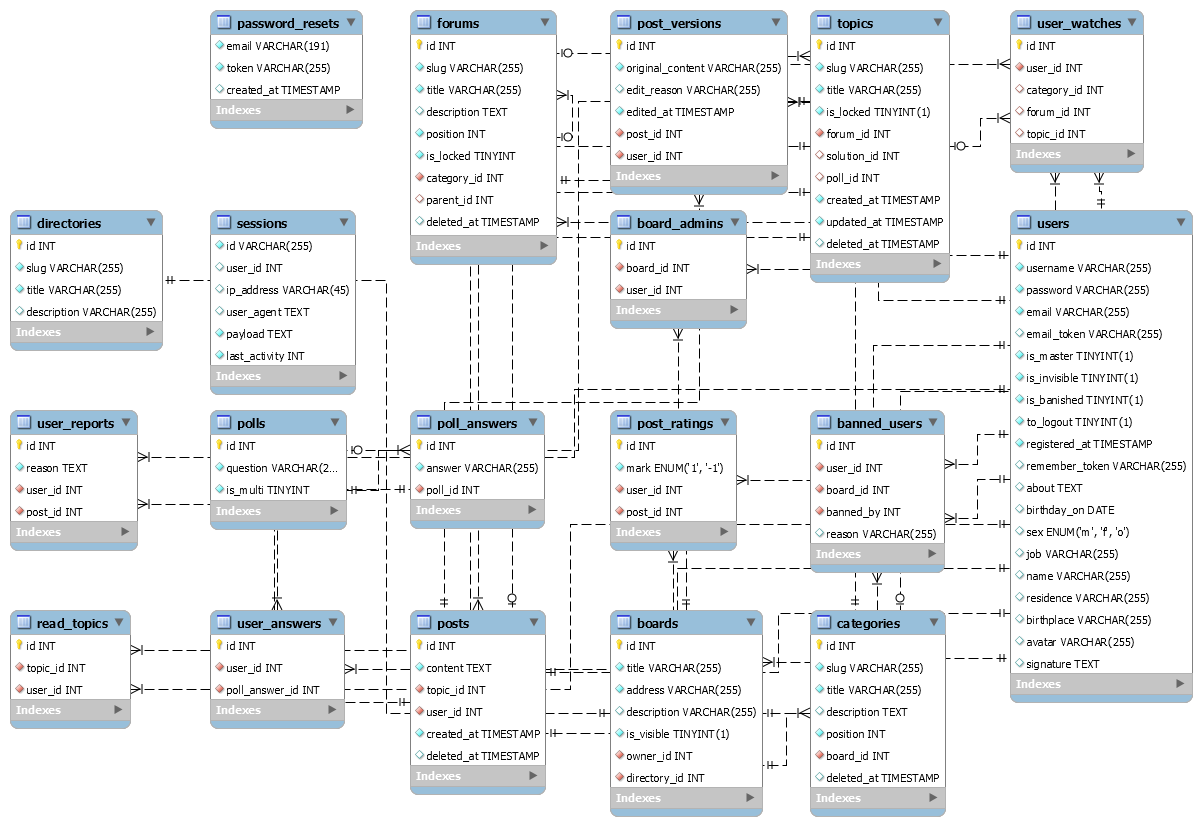 password_resets
email VARCHAR(191)
token VARCHAR(255)
created_at TIMESTAMP
Indexes
forums
id INT
slug VARCHAR(255)
title VARCHAR(255)
description TEXT
position INT
is_locked TINYINT
category_id INT
parent_id INT
deleted_at TIMESTAMP
Indexes
post_versions
id INT
original_content VARCHAR(255)
edit_reason VARCHAR(255)
edited_at TIMESTAMP
post_id INT
user_id INT
Indexes
topics
id INT
slug VARCHAR(255)
title VARCHAR(255)
is_locked TINYINT(1)
forum_id INT
solution_id INT
poll_id INT
created_at TIMESTAMP
updated_at TIMESTAMP
deleted_at TIMESTAMP
Indexes
user_watches
id INT
user_id INT
category_id INT
forum_id INT
topic_id INT
Indexes
directories
id INT
slug VARCHAR(255)
title VARCHAR(255)
description VARCHAR(255)
Indexes
sessions
id VARCHAR(255)
user_id INT
ip_address VARCHAR(45)
user_agent TEXT
payload TEXT
last_activity INT
Indexes
board_admins
id INT
board_id INT
user_id INT
Indexes
users
id INT
username VARCHAR(255)
password VARCHAR(255)
email VARCHAR(255)
email_token VARCHAR(255)
is_master TINYINT(1)
is_invisible TINYINT(1)
is_banished TINYINT(1)
to_logout TINYINT(1)
registered_at TIMESTAMP
remember_token VARCHAR(255)
about TEXT
birthday_on DATE
sex ENUM('m', 'f', 'o')
job VARCHAR(255)
name VARCHAR(255)
residence VARCHAR(255)
birthplace VARCHAR(255)
avatar VARCHAR(255)
signature TEXT
Indexes
user_reports
id INT
reason TEXT
user_id INT
post_id INT
Indexes
polls
id INT
question VARCHAR(2...
is_multi TINYINT
Indexes
poll_answers
id INT
answer VARCHAR(255)
poll_id INT
Indexes
post_ratings
id INT
mark ENUM('1', '-1')
user_id INT
post_id INT
Indexes
banned_users
id INT
user_id INT
board_id INT
banned_by INT
reason VARCHAR(255)
Indexes
read_topics
id INT
topic_id INT
user_id INT
Indexes
user_answers
id INT
user_id INT
poll_answer_id INT
Indexes
posts
id INT
content TEXT
topic_id INT
user_id INT
created_at TIMESTAMP
deleted_at TIMESTAMP
Indexes
boards
id INT
title VARCHAR(255)
address VARCHAR(255)
description VARCHAR(255)
is_visible TINYINT(1)
owner_id INT
directory_id INT
Indexes
categories
id INT
slug VARCHAR(255)
title VARCHAR(255)
description TEXT
position INT
board_id INT
deleted_at TIMESTAMP
Indexes